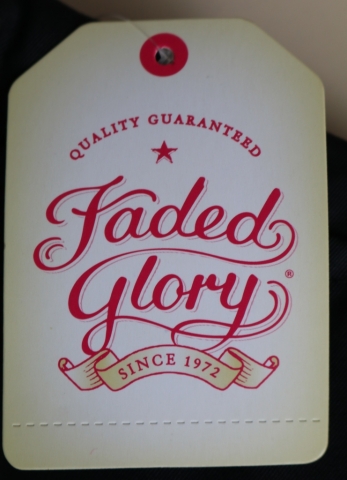 QUALITY GUARANTEED
Faded
Glory®
SINCE 1972